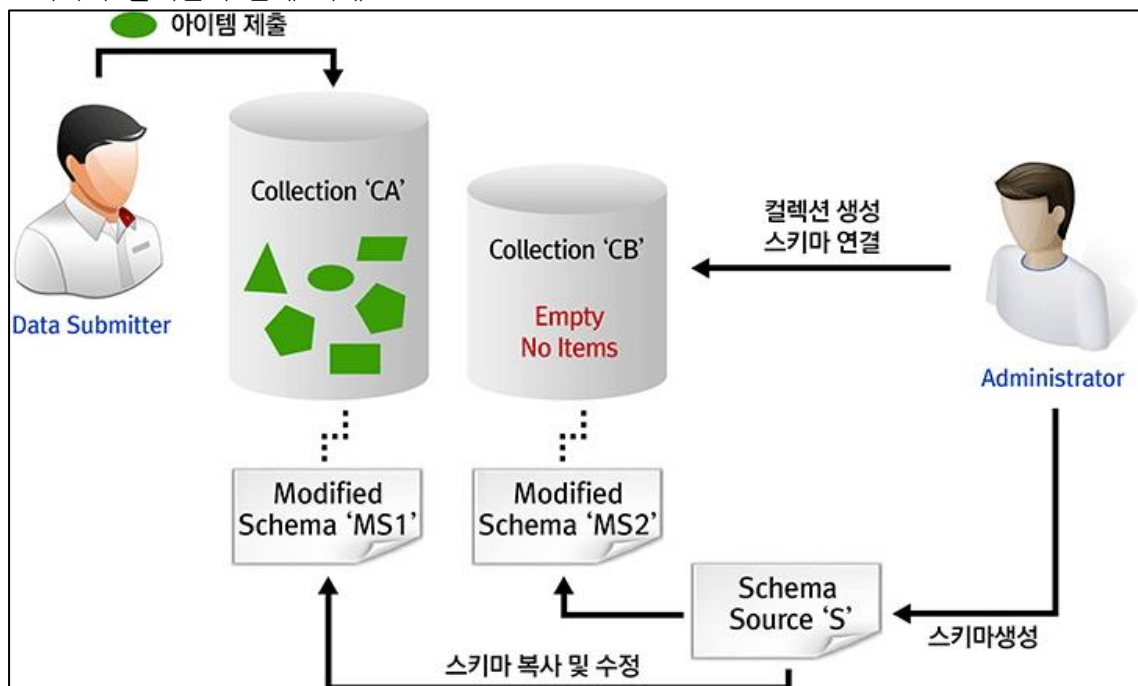 아이템 제출
Collection ‘CA’
Collection ‘CB’
Empty
No Items
컬렉션 생성
스키마 연결
Data Submitter
Administrator
Modified
Schema ‘MS1’
Modified
Schema ‘MS2’
Schema
Source ‘S’
스키마생성
스키마 복사 및 수정